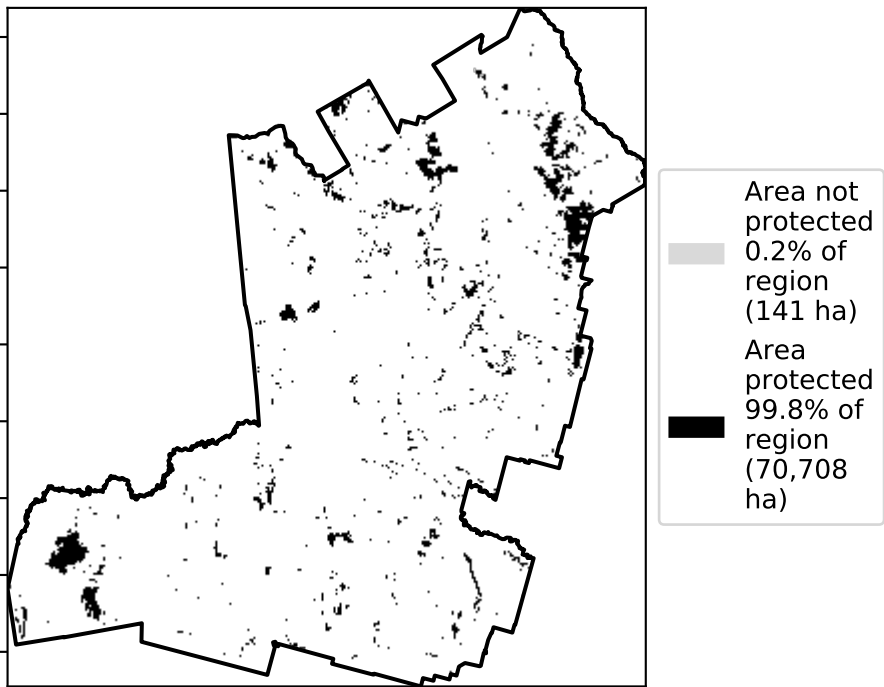 Area not
protected
0.2% of
region
(141 ha)
Area
protected
99.8% of
region
(70,708
ha)